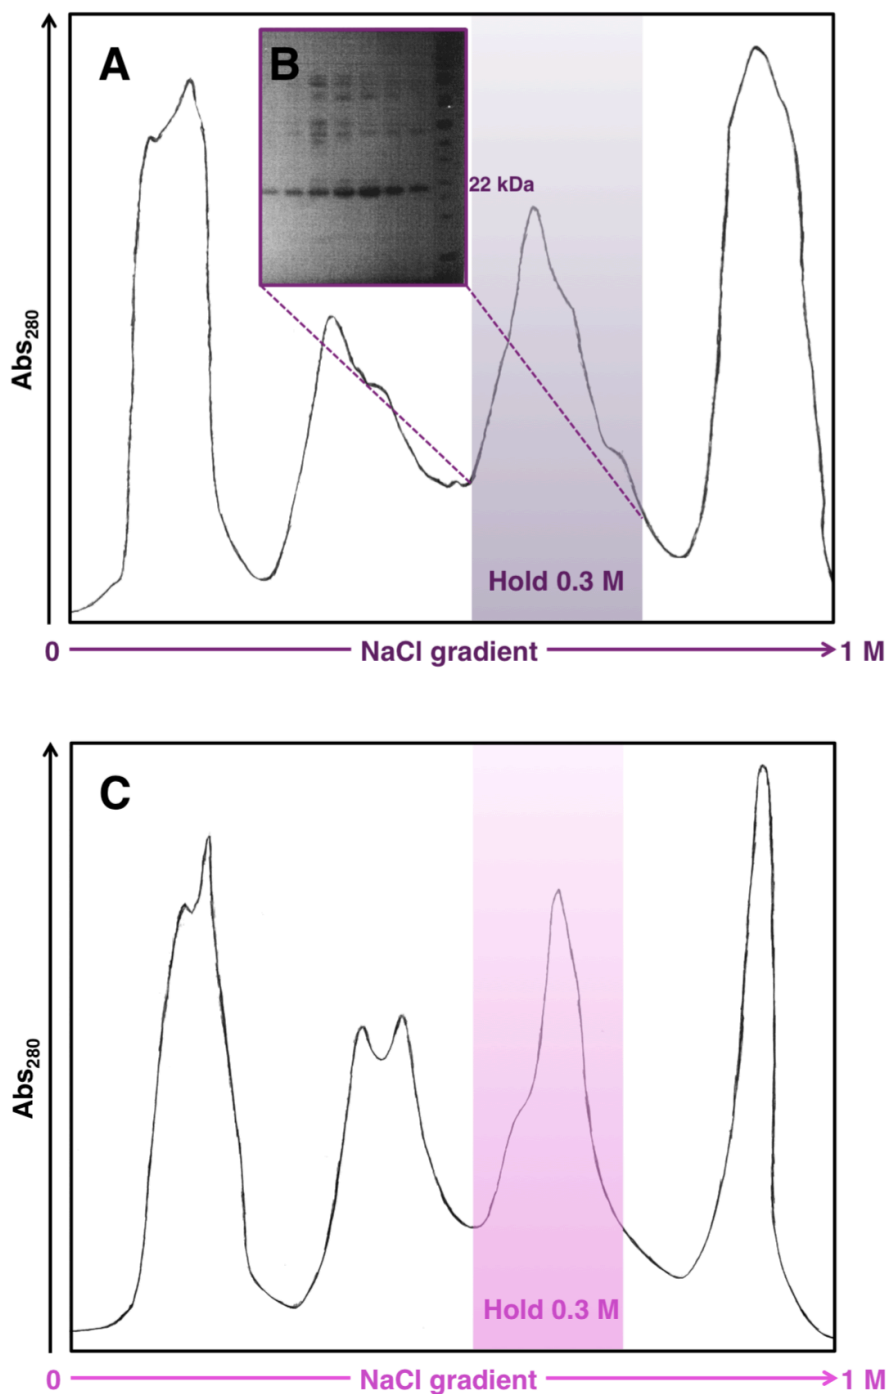 A
B
22 kDa
Abs280
Hold 0.3 M
0 NaCl gradient 1 M
C
Abs280
Hold 0.3 M
0 NaCl gradient 1 M